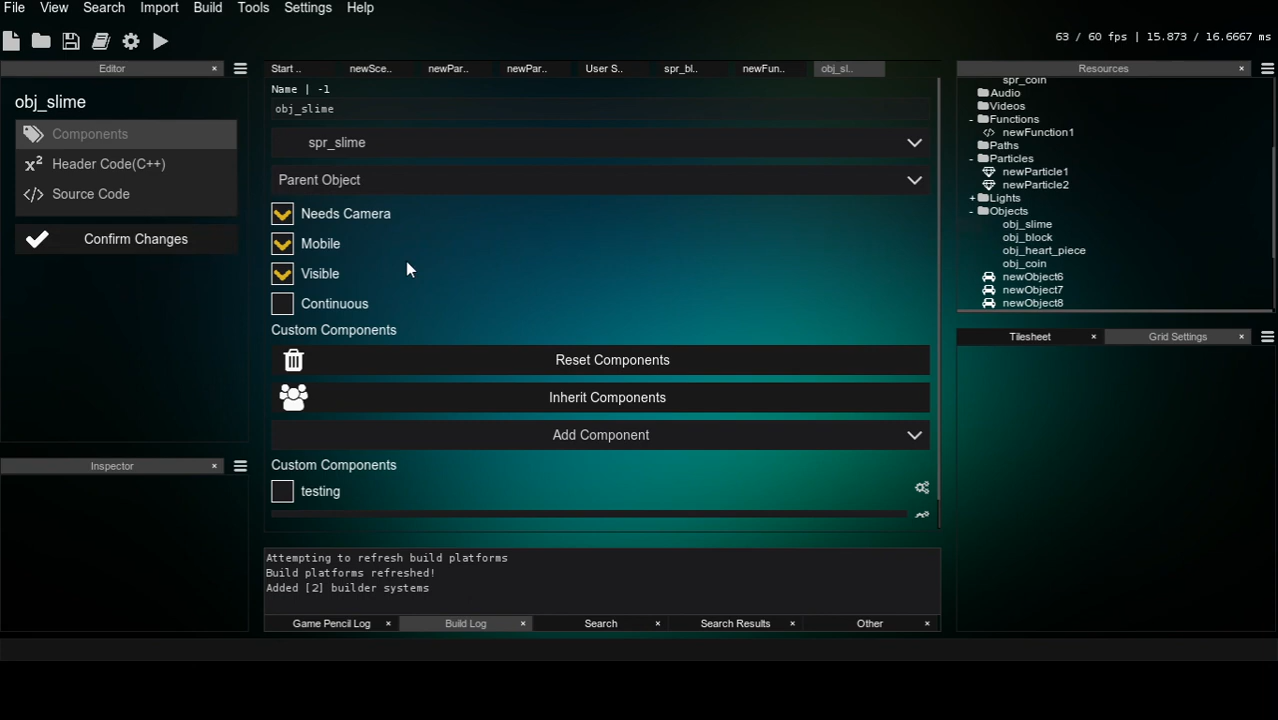 File View Search Import Build Tools Settings Help
63 / 60 fps | 15.873 / 16.6667 ms
Editor ×
obj_slime
Components
x² Header Code(C++)
</> Source Code
Confirm Changes
Inspector ×
Start .. newSce.. newPar.. newPar.. User S.. spr_bl.. newFun.. obj_sl..
Name | -1
obj_slime
spr_slime
Parent Object
Needs Camera
Mobile
Visible
Continuous
Custom Components
Reset Components
Inherit Components
Add Component
Custom Components
testing
Attempting to refresh build platforms
Build platforms refreshed!
Added [2] builder systems
Game Pencil Log × Build Log × Search × Search Results × Other ×
Resources ×
spr_coin
Audio
Videos
- Functions
</> newFunction1
Paths
- Particles
newParticle1
newParticle2
+ Lights
- Objects
obj_slime
obj_block
obj_heart_piece
obj_coin
newObject6
newObject7
newObject8
Tilesheet × Grid Settings ×